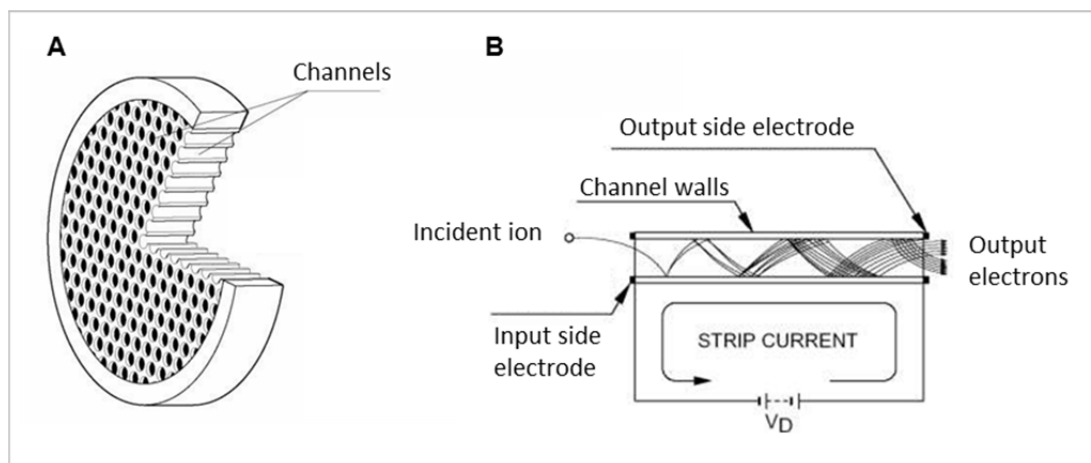 A
Channels
B
Output side electrode
Channel walls
Incident ion
Output
electrons
Input side
electrode
STRIP CURRENT
VD